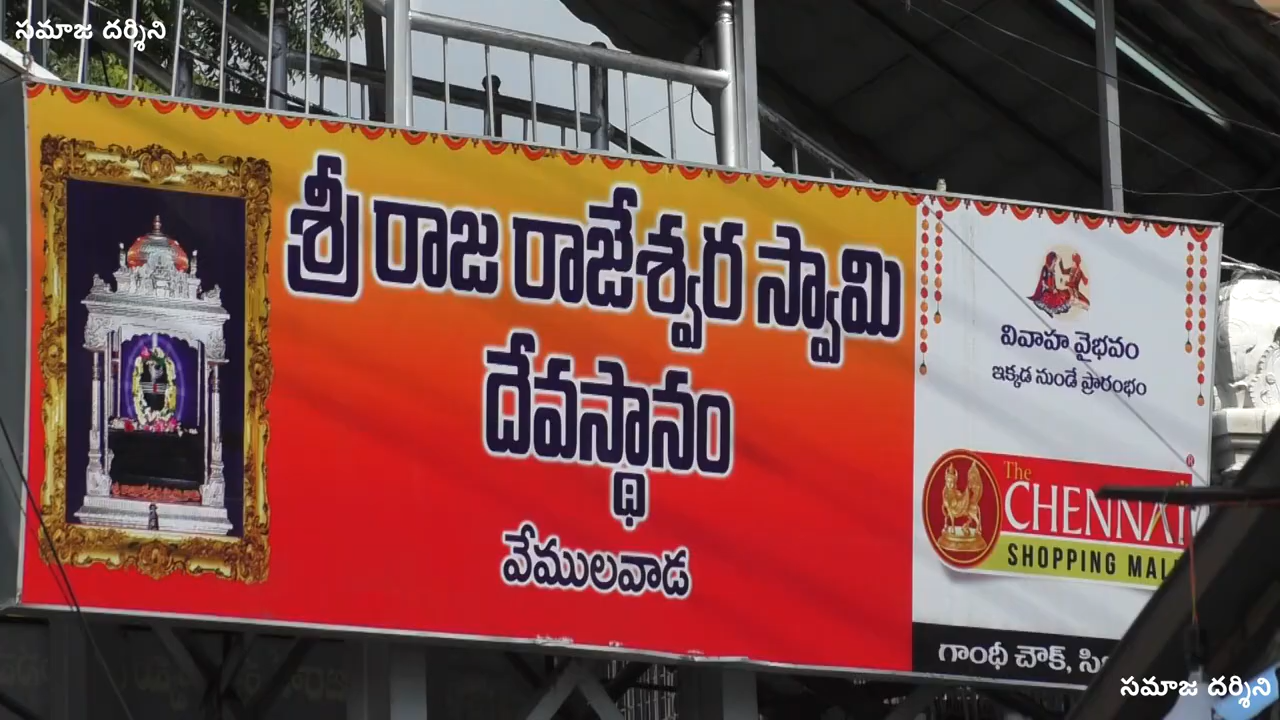 సమాజ దర్శిని
శ్రీ రాజ రాజేశ్వర స్వామి
దేవస్థానం
వేములవాడ
వివాహ వైభవం
ఇక్కడ నుండే ప్రారంభం
The
CHENNAI
SHOPPING MALL
గాంధీ చౌక్,
సమాజ దర్శిని